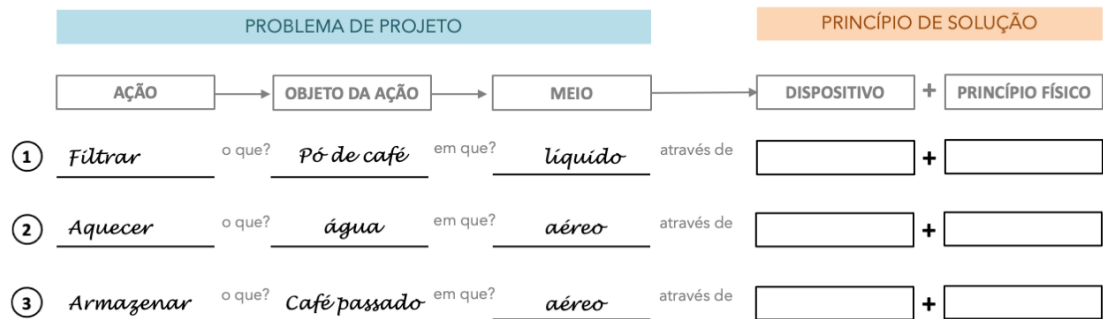 PROBLEMA DE PROJETO PRINCÍPIO DE SOLUÇÃO
AÇÃO OBJETO DA AÇÃO MEIO DISPOSITIVO + PRINCÍPIO FÍSICO
1 Filtrar o que? Pó de café em que? líquido através de +
2 Aquecer o que? água em que? aéreo através de +
3 Armazenar o que? Café passado em que? aéreo através de +